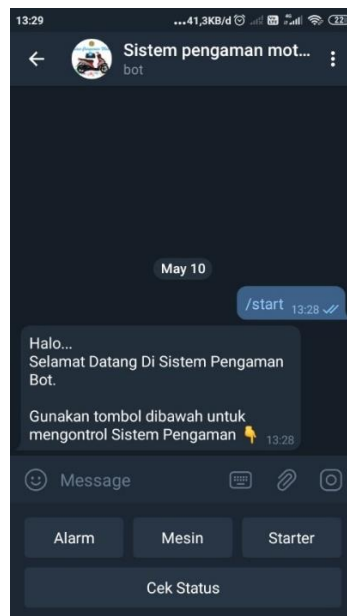 13:29
...41,3KB/d
22
Sistem pengaman mot...
bot
May 10
/start 13:28
Halo...
Selamat Datang Di Sistem Pengaman
Bot.
Gunakan tombol dibawah untuk
mengontrol Sistem Pengaman 👇 13:28
Message
Alarm
Mesin
Starter
Cek Status